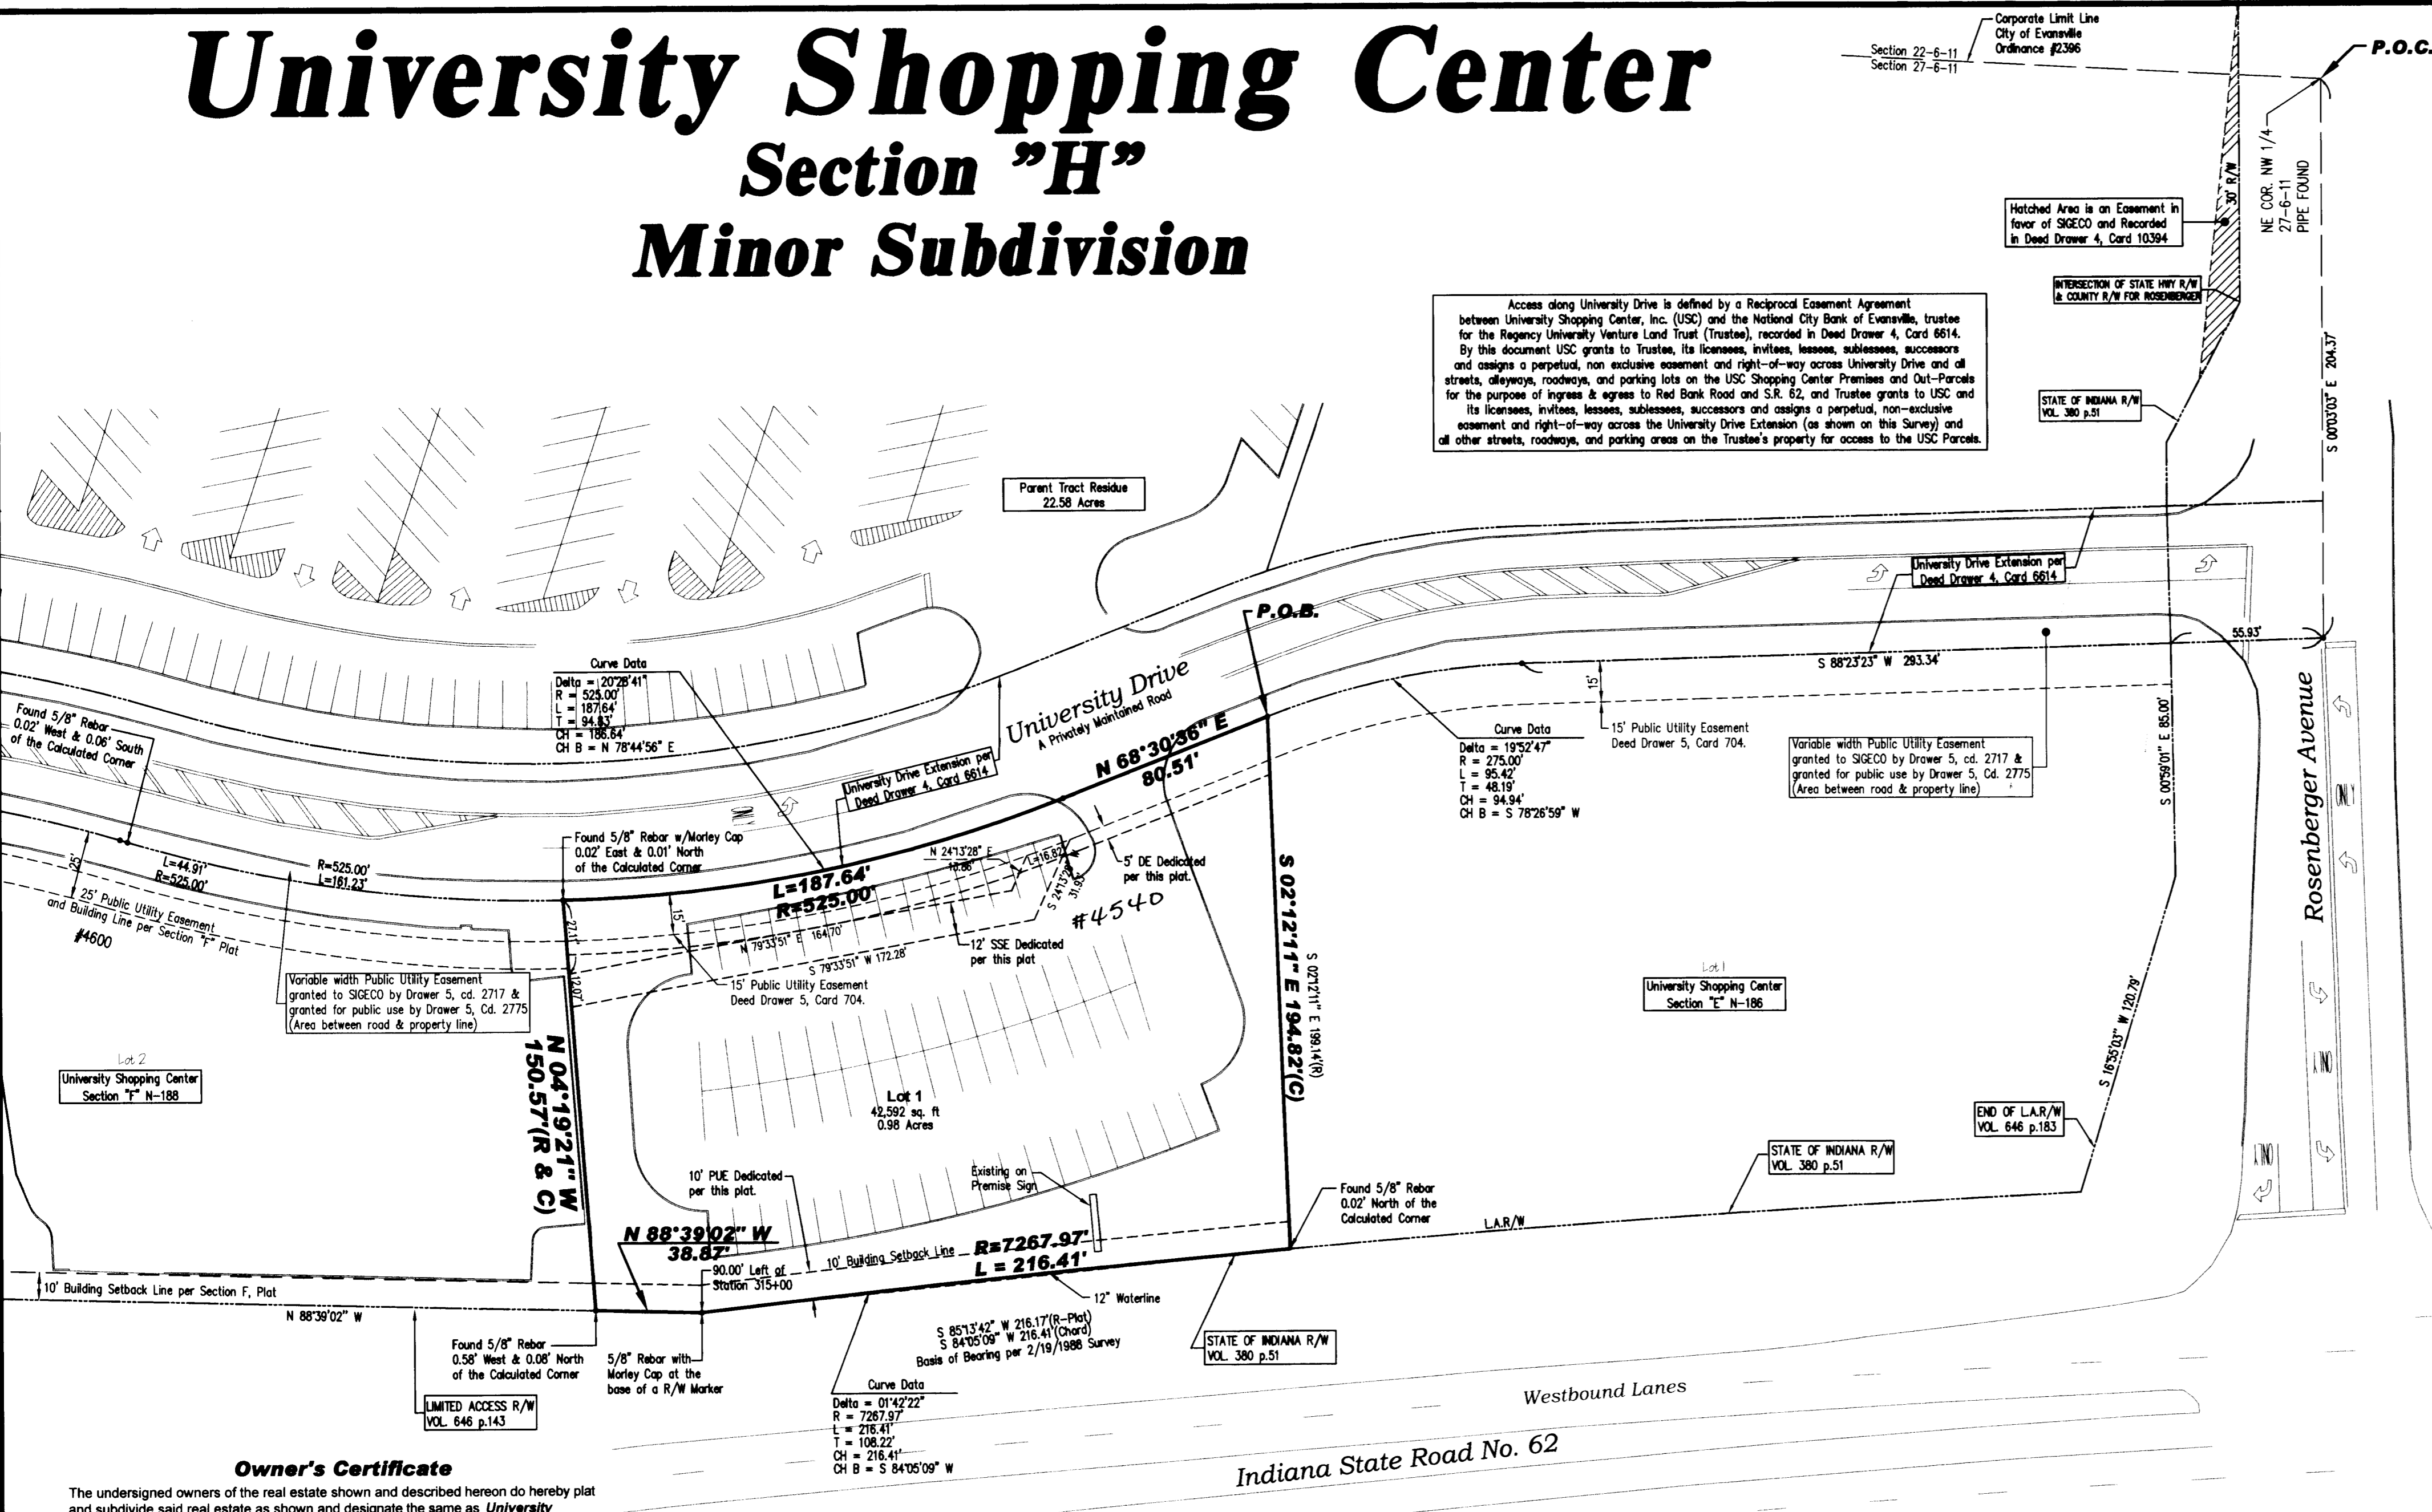 University Shopping Center
Section "H"
Minor Subdivision
Section 22-6-11
Section 27-6-11
Corporate Limit Line
City of Evansville
Ordinance #2396
P.O.C.
NE COR. NW 1/4
27-6-11
PIPE FOUND
30' R/W
Hatched Area is an Easement in
favor of SIGECO and Recorded
in Deed Drawer 4, Card 10394
INTERSECTION OF STATE HWY R/W
& COUNTY R/W FOR ROSENBERGER
S 00°03'03" E 204.37'
STATE OF INDIANA R/W
VOL. 380 p.51
Access along University Drive is defined by a Reciprocal Easement Agreement
between University Shopping Center, Inc. (USC) and the National City Bank of Evansville, trustee
for the Regency University Venture Land Trust (Trustee), recorded in Deed Drawer 4, Card 6614.
By this document USC grants to Trustee, its licensees, invitees, lessees, sublessees, successors
and assigns a perpetual, non exclusive easement and right-of-way across University Drive and all
streets, alleyways, roadways, and parking lots on the USC Shopping Center Premises and Out-Parcels
for the purpose of ingress & egress to Red Bank Road and S.R. 62, and Trustee grants to USC and
its licensees, invitees, lessees, sublessees, successors and assigns a perpetual, non-exclusive
easement and right-of-way across the University Drive Extension (as shown on this Survey) and
all other streets, roadways, and parking areas on the Trustee's property for access to the USC Parcels.
Parent Tract Residue
22.58 Acres
University Drive Extension per
Deed Drawer 4, Card 6614
P.O.B.
55.93'
S 88°23'23" W 293.34'
15'
15' Public Utility Easement
Deed Drawer 5, Card 704.
Curve Data
Delta = 20°28'41"
R = 525.00'
L = 187.64'
T = 94.83'
CH = 186.64'
CH B = N 78°44'56" E
University Drive
A Privately Maintained Road
N 68°30'36" E
80.51'
Curve Data
Delta = 19°52'47"
R = 275.00'
L = 95.42'
T = 48.19'
CH = 94.94'
CH B = S 78°26'59" W
Variable width Public Utility Easement
granted to SIGECO by Drawer 5, cd. 2717 &
granted for public use by Drawer 5, Cd. 2775
(Area between road & property line)
S 00°59'01" E 85.00'
Rosenberger Avenue
ONLY
ONLY
ONLY
Found 5/8" Rebar
0.02' West & 0.06' South
of the Calculated Corner
University Drive Extension per
Deed Drawer 4, Card 6614
ONLY
Found 5/8" Rebar w/Morley Cap
0.02' East & 0.01' North
of the Calculated Corner
25'
L=44.91'
R=525.00'
R=525.00'
L=161.23'
25' Public Utility Easement
and Building Line per Section "F" Plat
#4600
L=187.64'
R=525.00'
N 24°13'28" E
L=16.82'
S 24°13'28" W
31.93'
5' DE Dedicated
per this plat.
#4540
15'
27.1'
12.07'
N 79°33'51" E 164.70'
S 79°33'51" W 172.28'
12' SSE Dedicated
per this plat
15' Public Utility Easement
Deed Drawer 5, Card 704.
S 02°12'11" E 194.82'(C)
S 02°12'11" E 199.14'(R)
Variable width Public Utility Easement
granted to SIGECO by Drawer 5, cd. 2717 &
granted for public use by Drawer 5, Cd. 2775
(Area between road & property line)
Lot 1
University Shopping Center
Section "E" N-186
S 16°55'03" W 120.79'
Lot 2
University Shopping Center
Section "F" N-188
N 04°19'21" W
150.57'(R & C)
Lot 1
42,592 sq. ft
0.98 Acres
END OF L.A.R/W
VOL. 646 p.183
STATE OF INDIANA R/W
VOL. 380 p.51
10' PUE Dedicated
per this plat.
Existing on
Premise Sign
Found 5/8" Rebar
0.02' North of the
Calculated Corner
L.A.R/W
N 88°39'02" W
38.87'
10' Building Setback Line
R=7267.97'
L = 216.41'
90.00' Left of
Station 315+00
10' Building Setback Line per Section F, Plat
N 88°39'02" W
12" Waterline
S 85°13'42" W 216.17'(R-Plat)
S 84°05'09" W 216.41'(Chord)
Basis of Bearing per 2/19/1988 Survey
STATE OF INDIANA R/W
VOL. 380 p.51
Found 5/8" Rebar
0.58' West & 0.08' North
of the Calculated Corner
5/8" Rebar with
Morley Cap at the
base of a R/W Marker
LIMITED ACCESS R/W
VOL. 646 p.143
Curve Data
Delta = 01°42'22"
R = 7267.97'
L = 216.41'
T = 108.22'
CH = 216.41'
CH B = S 84°05'09" W
Westbound Lanes
Indiana State Road No. 62
Owner's Certificate
The undersigned owners of the real estate shown and described hereon do hereby plat
and subdivide said real estate as shown and designate the same as University